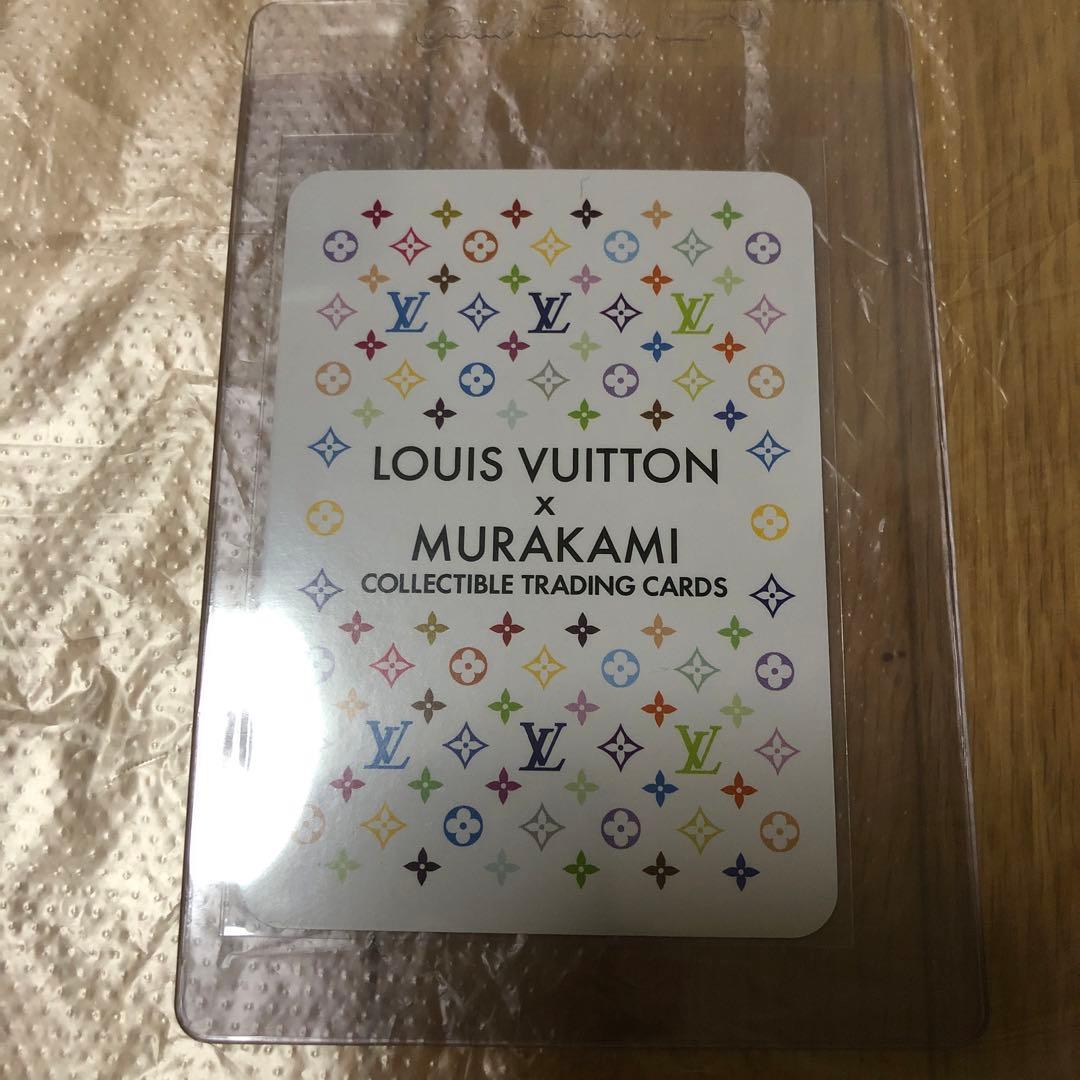 LOUIS VUITTON
x
MURAKAMI
COLLECTIBLE TRADING CARDS